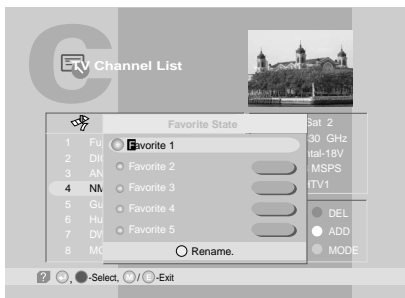 C
TV Channel List
Favorite State
Sat 2
1 Fu
Favorite 1
30 GHz
2 DI
Favorite 2
ntal-18V
3 AN
MSPS
4 NM
Favorite 3
ITV1
5 Gu
Favorite 4
DEL
6 Hu
7 DW
Favorite 5
ADD
8 MC
Rename.
MODE
? , -Select, / -Exit